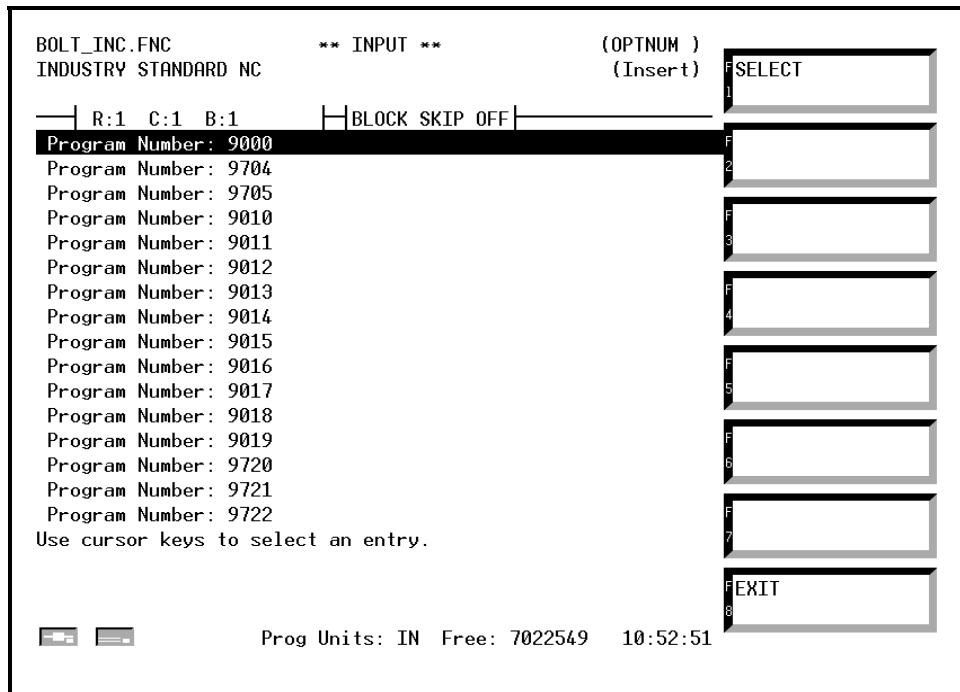 BOLT_INC.FNC ** INPUT ** (OPTNUM )
INDUSTRY STANDARD NC (Insert)
R:1 C:1 B:1 BLOCK SKIP OFF
Program Number: 9000
Program Number: 9704
Program Number: 9705
Program Number: 9010
Program Number: 9011
Program Number: 9012
Program Number: 9013
Program Number: 9014
Program Number: 9015
Program Number: 9016
Program Number: 9017
Program Number: 9018
Program Number: 9019
Program Number: 9720
Program Number: 9721
Program Number: 9722
Use cursor keys to select an entry.
Prog Units: IN Free: 7022549 10:52:51
F1 SELECT
F2
F3
F4
F5
F6
F7
F8 EXIT